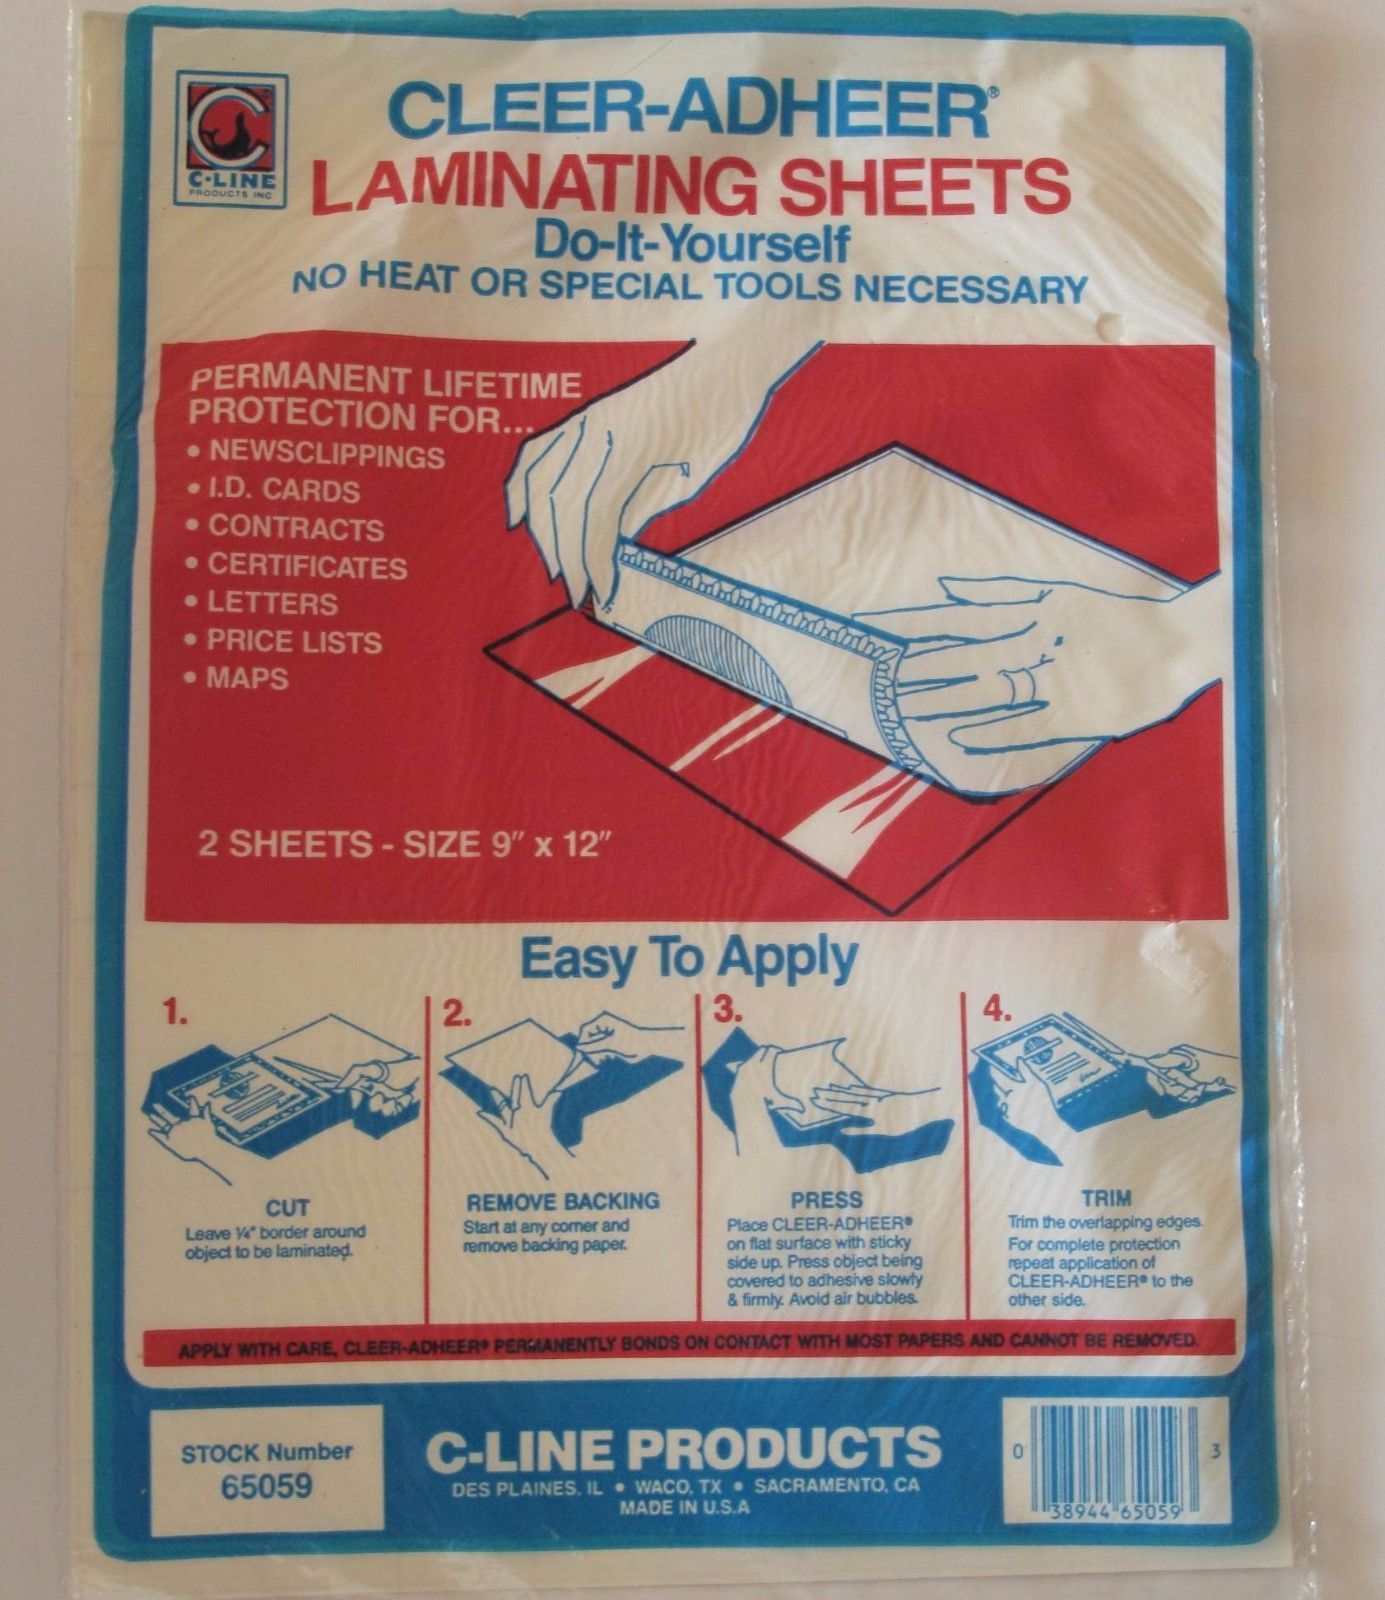 C
C·LINE
PRODUCTS INC
CLEER-ADHEER®
LAMINATING SHEETS
Do-It-Yourself
NO HEAT OR SPECIAL TOOLS NECESSARY
PERMANENT LIFETIME
PROTECTION FOR...
• NEWSCLIPPINGS
• I.D. CARDS
• CONTRACTS
• CERTIFICATES
• LETTERS
• PRICE LISTS
• MAPS
2 SHEETS - SIZE 9" x 12"
Easy To Apply
1.
CUT
Leave ¼" border around
object to be laminated.
2.
REMOVE BACKING
Start at any corner and
remove backing paper.
3.
PRESS
Place CLEER-ADHEER®
on flat surface with sticky
side up. Press object being
covered to adhesive slowly
& firmly. Avoid air bubbles.
4.
TRIM
Trim the overlapping edges.
For complete protection
repeat application of
CLEER-ADHEER® to the
other side.
APPLY WITH CARE, CLEER-ADHEER® PERMANENTLY BONDS ON CONTACT WITH MOST PAPERS AND CANNOT BE REMOVED.
STOCK Number
65059
C-LINE PRODUCTS
DES PLAINES, IL • WACO, TX • SACRAMENTO, CA
MADE IN U.S.A
0 38944 65059 3